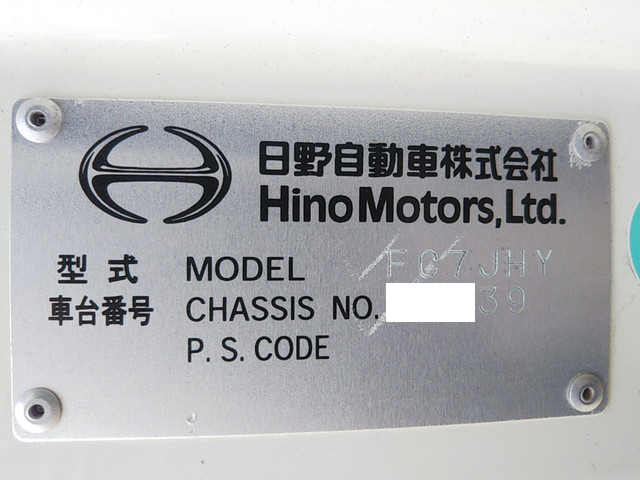 日野自動車株式会社
Hino Motors, Ltd.
型式 MODEL FC7JHY
車台番号 CHASSIS NO. 39
P.S.CODE